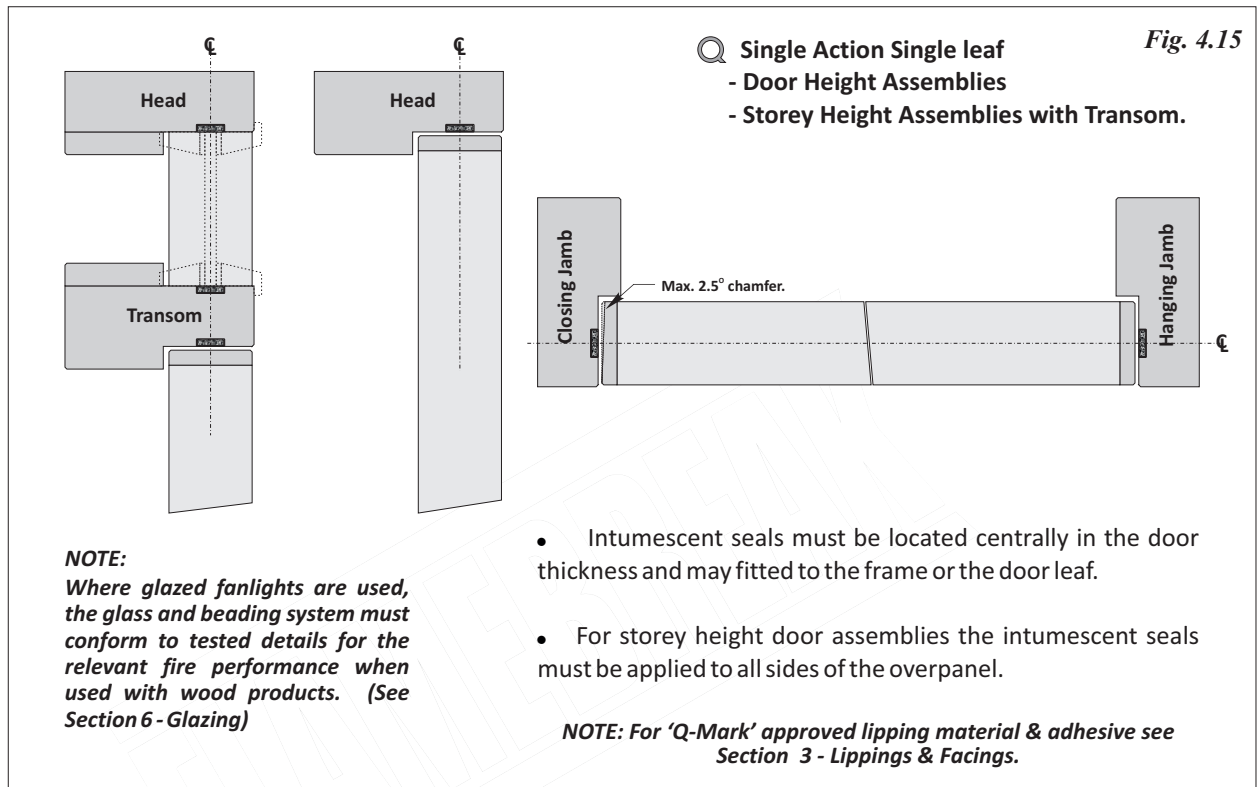 Fig. 4.15
Single Action Single leaf
- Door Height Assemblies
- Storey Height Assemblies with Transom.
℄
℄
Head
Head
Transom
Closing Jamb
Max. 2.5° chamfer.
Hanging Jamb
℄
NOTE:
Where glazed fanlights are used,
the glass and beading system must
conform to tested details for the
relevant fire performance when
used with wood products. (See
Section 6 - Glazing)
• Intumescent seals must be located centrally in the door
thickness and may fitted to the frame or the door leaf.
• For storey height door assemblies the intumescent seals
must be applied to all sides of the overpanel.
NOTE: For ‘Q-Mark’ approved lipping material & adhesive see
Section 3 - Lippings & Facings.